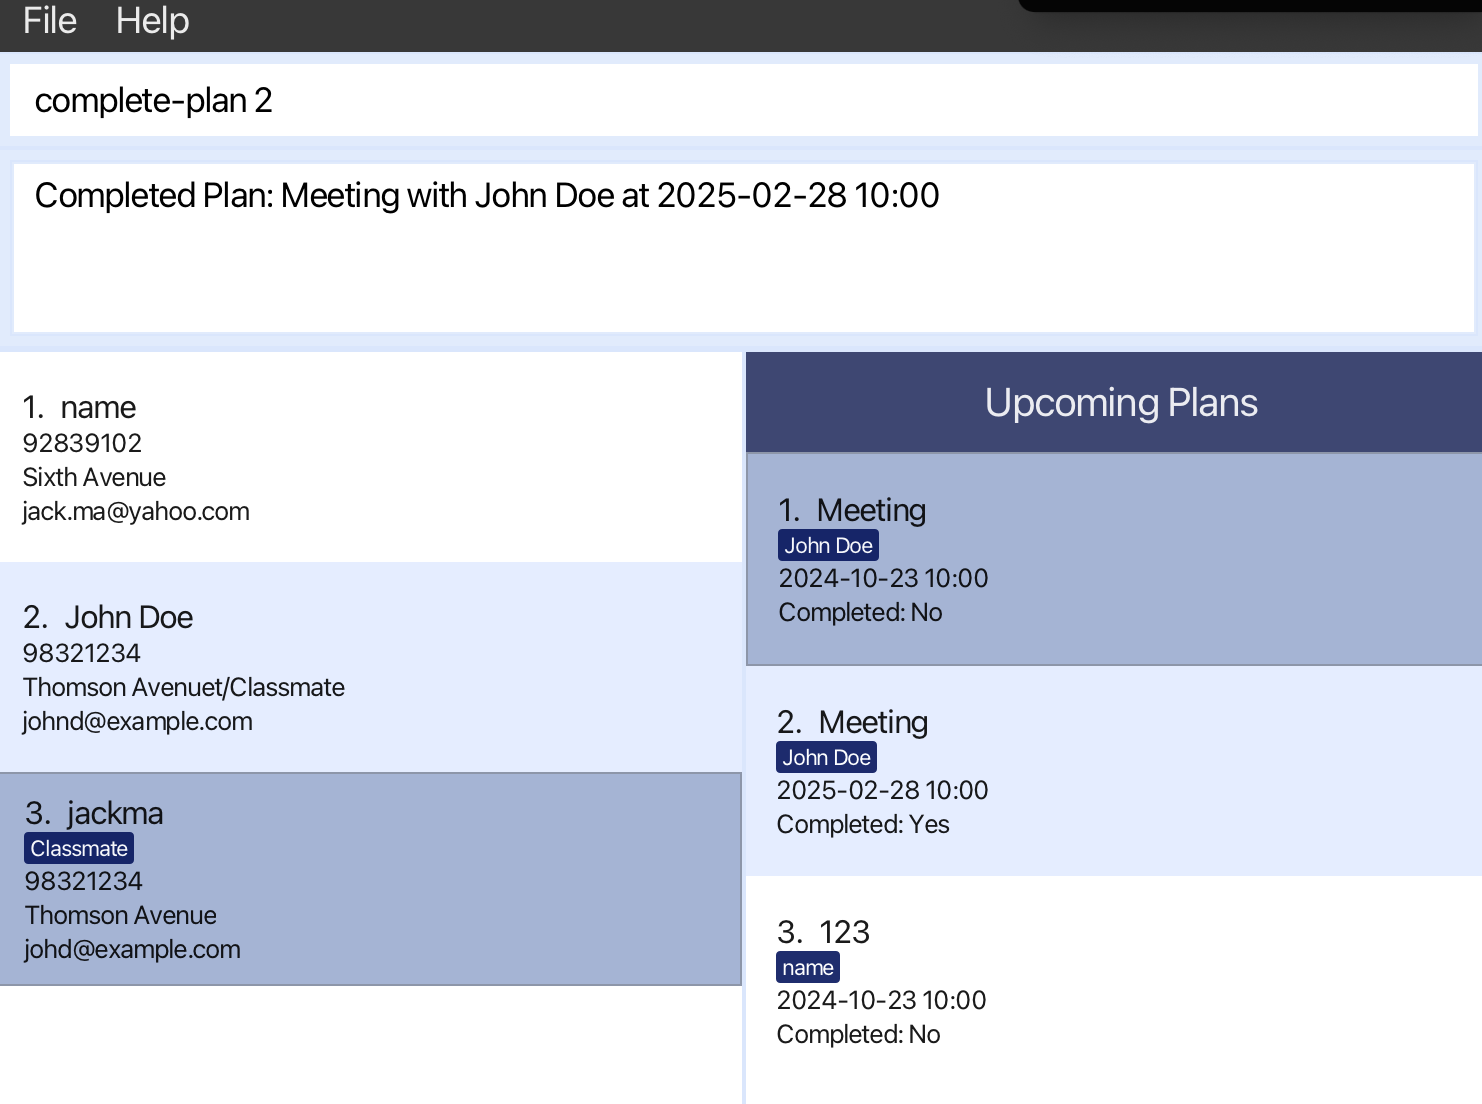 File Help
complete-plan 2
Completed Plan: Meeting with John Doe at 2025-02-28 10:00
1. name
92839102
Sixth Avenue
jack.ma@yahoo.com
2. John Doe
98321234
Thomson Avenuet/Classmate
johnd@example.com
3. jackma
Classmate
98321234
Thomson Avenue
johd@example.com
Upcoming Plans
1. Meeting
John Doe
2024-10-23 10:00
Completed: No
2. Meeting
John Doe
2025-02-28 10:00
Completed: Yes
3. 123
name
2024-10-23 10:00
Completed: No